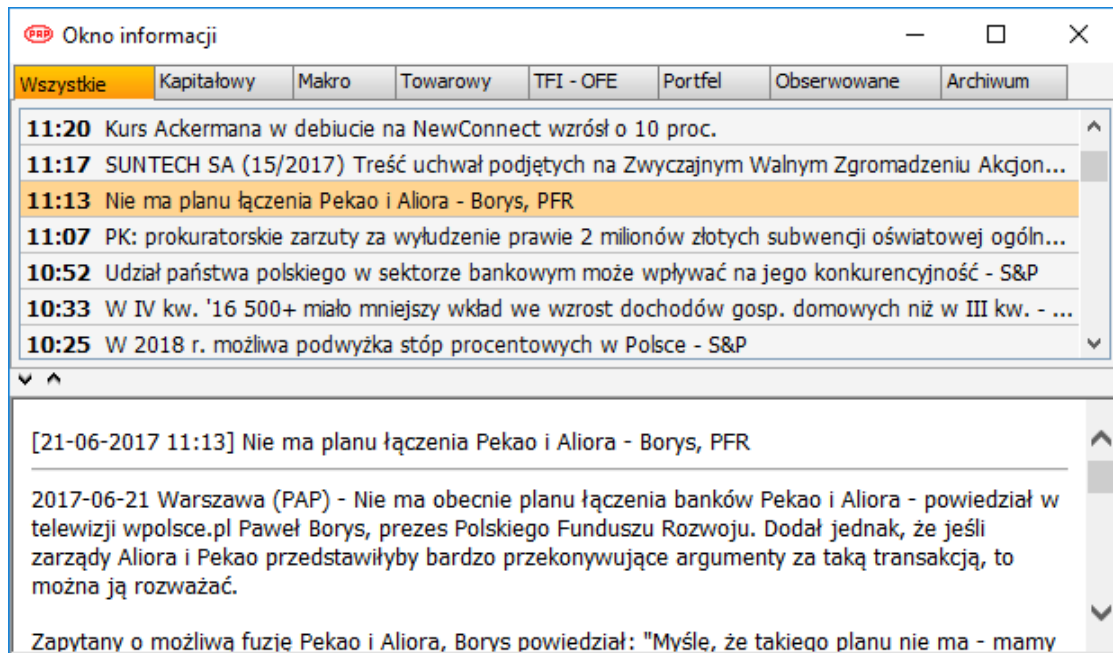 PAP Okno informacji
Wszystkie Kapitałowy Makro Towarowy TFI - OFE Portfel Obserwowane Archiwum
11:20 Kurs Ackermana w debiucie na NewConnect wzrósł o 10 proc.
11:17 SUNTECH SA (15/2017) Treść uchwał podjętych na Zwyczajnym Walnym Zgromadzeniu Akcjon...
11:13 Nie ma planu łączenia Pekao i Aliora - Borys, PFR
11:07 PK: prokuratorskie zarzuty za wyłudzenie prawie 2 milionów złotych subwencji oświatowej ogóln...
10:52 Udział państwa polskiego w sektorze bankowym może wpływać na jego konkurencyjność - S&P
10:33 W IV kw. '16 500+ miało mniejszy wkład we wzrost dochodów gosp. domowych niż w III kw. - ...
10:25 W 2018 r. możliwa podwyżka stóp procentowych w Polsce - S&P
[21-06-2017 11:13] Nie ma planu łączenia Pekao i Aliora - Borys, PFR
2017-06-21 Warszawa (PAP) - Nie ma obecnie planu łączenia banków Pekao i Aliora - powiedział w
telewizji wpolsce.pl Paweł Borys, prezes Polskiego Funduszu Rozwoju. Dodał jednak, że jeśli
zarządy Aliora i Pekao przedstawiłyby bardzo przekonywujące argumenty za taką transakcją, to
można ją rozważać.
Zapytany o możliwą fuzję Pekao i Aliora, Borys powiedział: "Myślę, że takiego planu nie ma - mamy